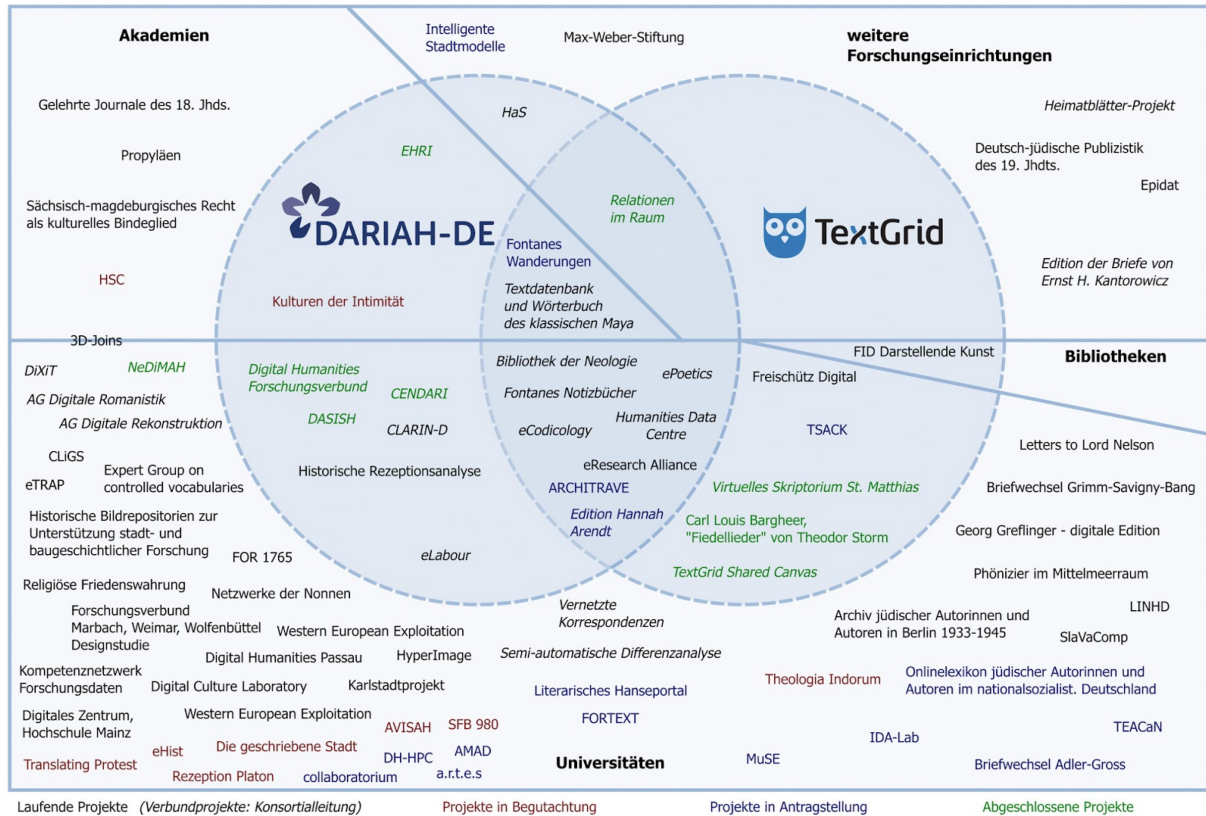 Akademien
Intelligente
Stadtmodelle
Max-Weber-Stiftung
weitere
Forschungseinrichtungen
Gelehrte Journale des 18. Jhds.
HaS
Heimatblätter-Projekt
Propyläen
EHRI
Deutsch-jüdische Publizistik
des 19. Jhdts.
Epidat
Sächsisch-magdeburgisches Recht
als kulturelles Bindeglied
DARIAH-DE
Relationen
im Raum
TextGrid
Fontanes
Wanderungen
HSC
Kulturen der Intimität
Textdatenbank
und Wörterbuch
des klassischen Maya
Edition der Briefe von
Ernst H. Kantorowicz
3D-Joins
FID Darstellende Kunst
Bibliotheken
DiXiT
NeDiMAH
Digital Humanities
Forschungsverbund
Bibliothek der Neologie
ePoetics
Freischütz Digital
AG Digitale Romanistik
CENDARI
Fontanes Notizbücher
AG Digitale Rekonstruktion
DASISH
CLARIN-D
eCodicology
Humanities Data
Centre
TSACK
Letters to Lord Nelson
CLiGS
eTRAP
Expert Group on
controlled vocabularies
Historische Rezeptionsanalyse
eResearch Alliance
ARCHITRAVE
Virtuelles Skriptorium St. Matthias
Briefwechsel Grimm-Savigny-Bang
Historische Bildrepositorien zur
Unterstützung stadt- und
baugeschichtlicher Forschung
FOR 1765
eLabour
Edition Hannah
Arendt
Carl Louis Bargheer,
"Fiedellieder" von Theodor Storm
Georg Greflinger - digitale Edition
TextGrid Shared Canvas
Phönizier im Mittelmeerraum
Religiöse Friedenswahrung
Netzwerke der Nonnen
Vernetzte
Korrespondenzen
Archiv jüdischer Autorinnen und
Autoren in Berlin 1933-1945
LINHD
SlaVaComp
Forschungsverbund
Marbach, Weimar, Wolfenbüttel
Designstudie
Western European Exploitation
Digital Humanities Passau
HyperImage
Semi-automatische Differenzanalyse
Kompetenznetzwerk
Forschungsdaten
Digital Culture Laboratory
Karlstadtprojekt
Literarisches Hanseportal
Theologia Indorum
Onlinelexikon jüdischer Autorinnen und
Autoren im nationalsozialist. Deutschland
Digitales Zentrum,
Hochschule Mainz
Western European Exploitation
AVISAH
SFB 980
FORTEXT
TEACaN
IDA-Lab
Translating Protest
eHist
Die geschriebene Stadt
DH-HPC
AMAD
Universitäten
MuSE
Briefwechsel Adler-Gross
Rezeption Platon
collaboratorium
a.r.t.e.s
Laufende Projekte (Verbundprojekte: Konsortialleitung)
Projekte in Begutachtung
Projekte in Antragstellung
Abgeschlossene Projekte